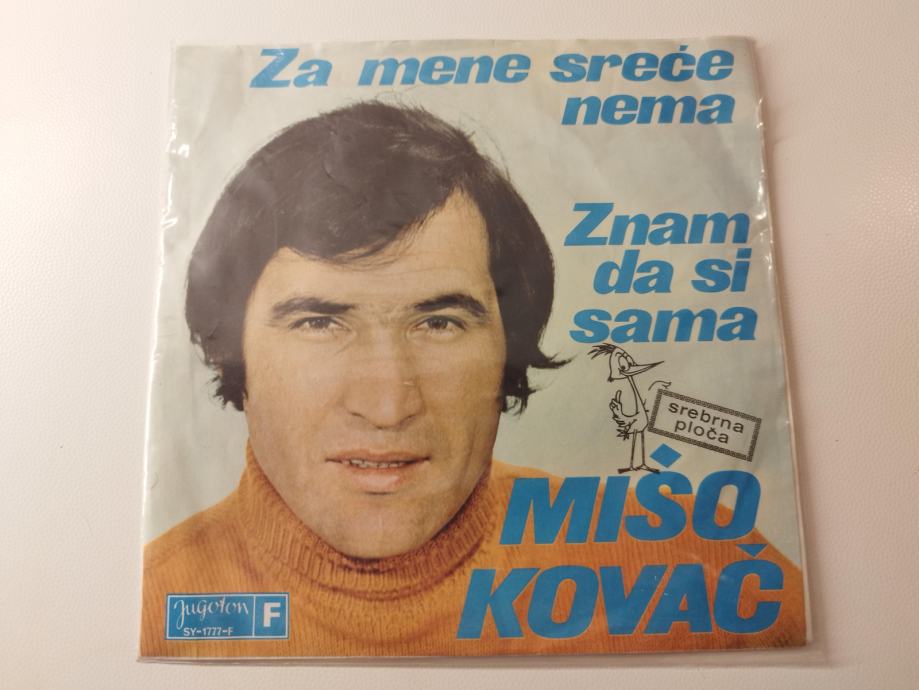 Za mene sreće
nema
Znam
da si
sama
srebrna
ploča
MIŠO
KOVAČ
Jugoton F
SY-1777-F